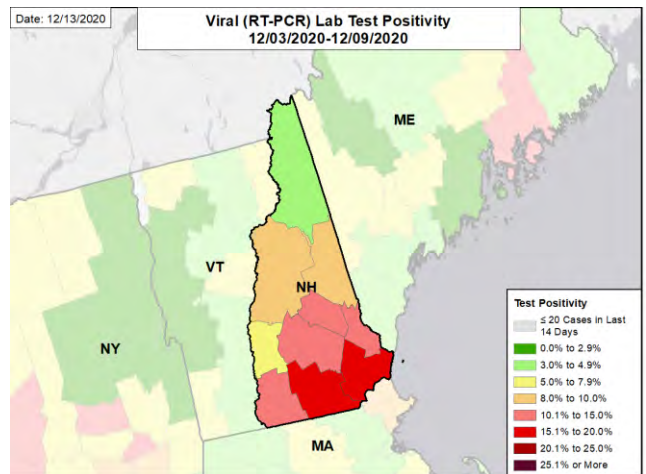 Date: 12/13/2020
Viral (RT-PCR) Lab Test Positivity
12/03/2020-12/09/2020
ME
VT
NH
NY
MA
Test Positivity
≤ 20 Cases in Last
14 Days
0.0% to 2.9%
3.0% to 4.9%
5.0% to 7.9%
8.0% to 10.0%
10.1% to 15.0%
15.1% to 20.0%
20.1% to 25.0%
25.1% or More